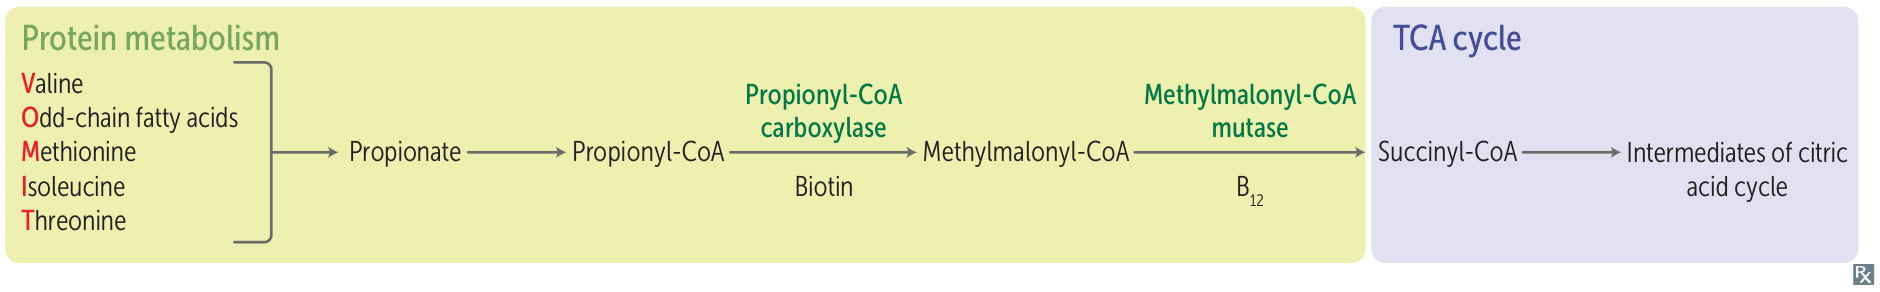 Protein metabolism
Valine
Odd-chain fatty acids
Methionine
Isoleucine
Threonine
Propionate
Propionyl-CoA
Propionyl-CoA
carboxylase
Biotin
Methylmalonyl-CoA
Methylmalonyl-CoA
mutase
B12
TCA cycle
Succinyl-CoA
Intermediates of citric
acid cycle
Rx